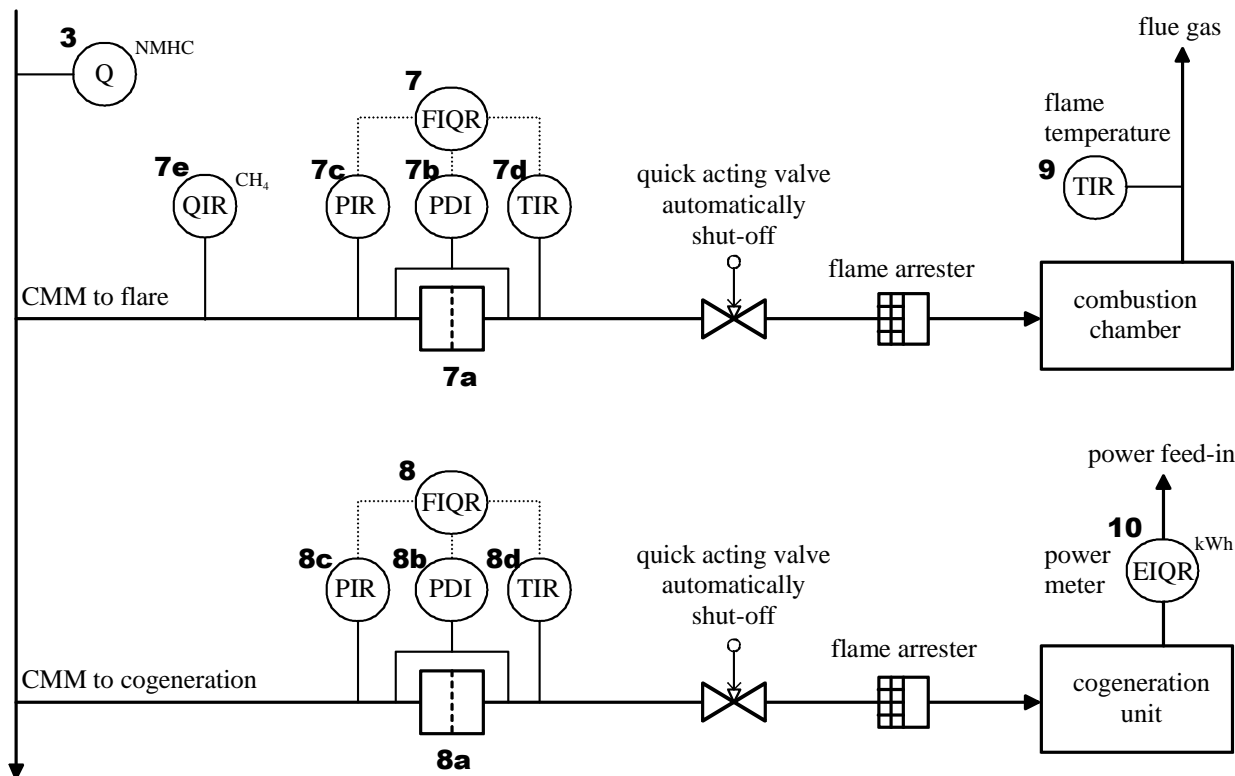 3
NMHC
Q
flue gas
7
FIQR
flame
temperature
7e
CH₄
QIR
7c
PIR
7b
PDI
7d
TIR
quick acting valve
automatically
shut-off
9
TIR
CMM to flare
flame arrester
combustion
chamber
7a
power feed-in
8
FIQR
10
kWh
power
meter
EIQR
8c
PIR
8b
PDI
8d
TIR
quick acting valve
automatically
shut-off
CMM to cogeneration
flame arrester
cogeneration
unit
8a